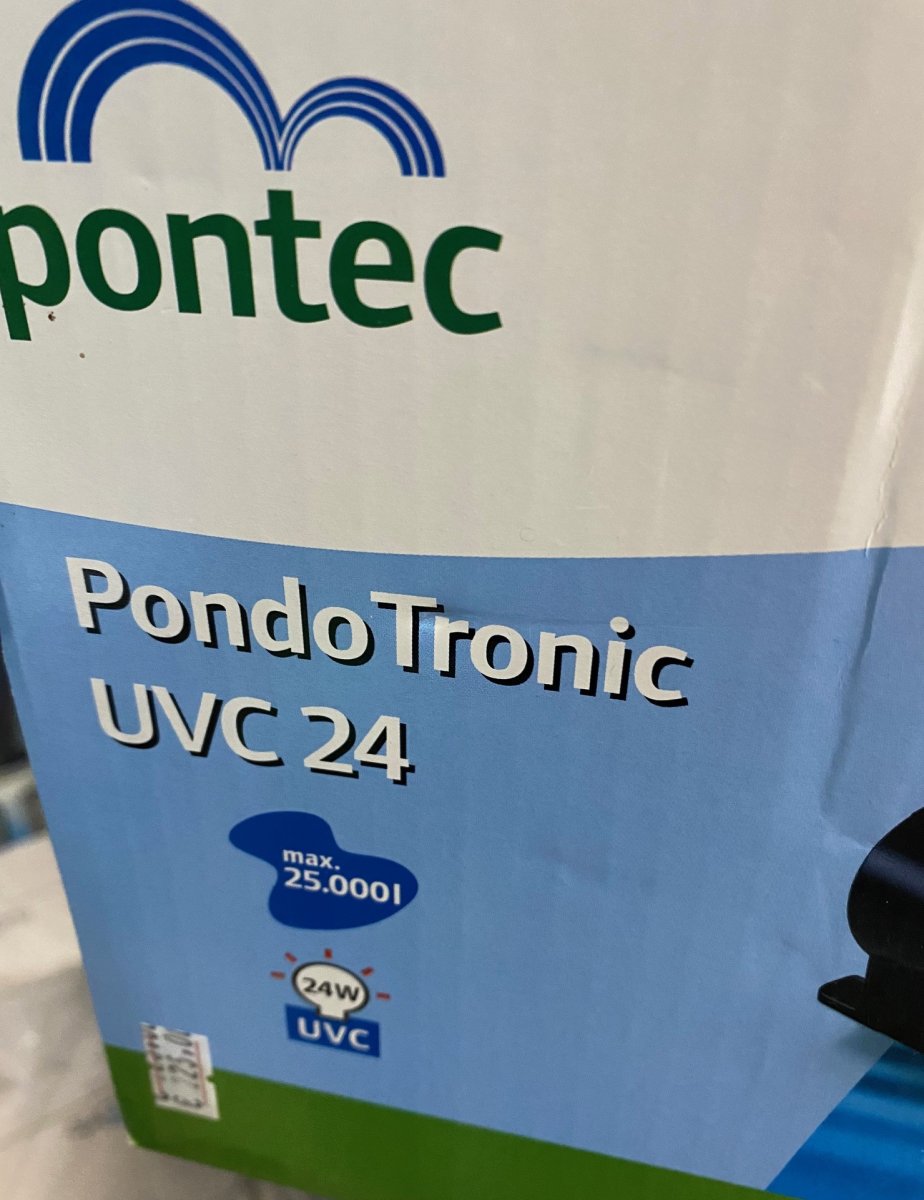 pontec
PondoTronic
UVC 24
max.
25.000l
24W
UVC